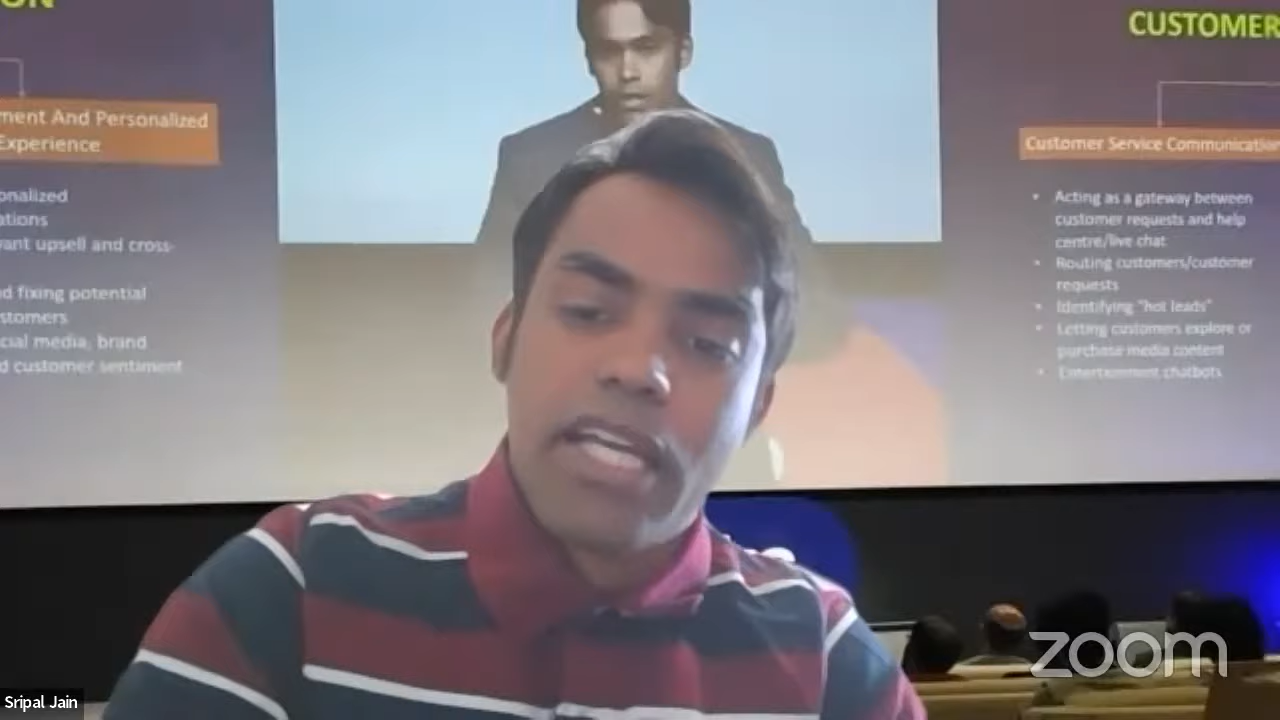 ON
ment And Personalized
Experience
onalized
ations
vant upsell and cross-
d fixing potential
stomers
cial media, brand
d customer sentiment
CUSTOMER
Customer Service Communication
• Acting as a gateway between
customer requests and help
centre/live chat
• Routing customers/customer
requests
• Identifying "hot leads"
• Letting customers explore or
purchase media content
• Entertainment chatbots
zoom
Sripal Jain